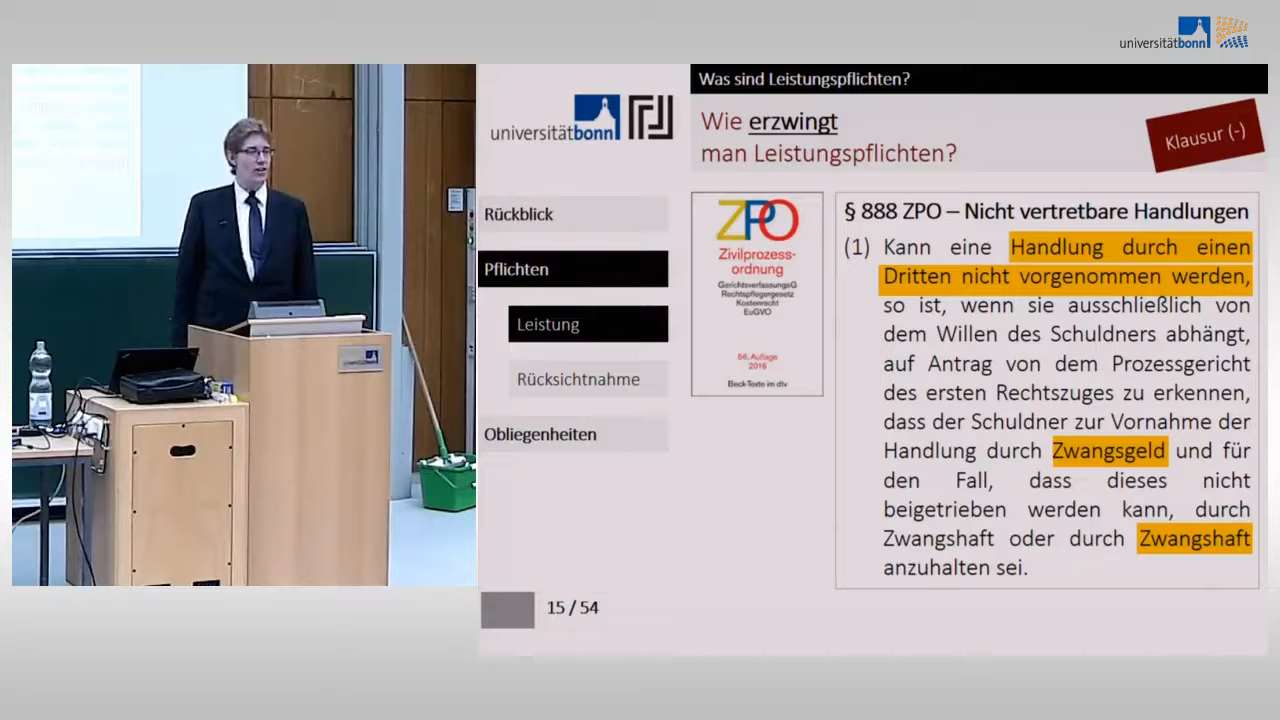 universitätbonn
Was sind Leistungspflichten?
universitätbonn
Wie erzwingt
man Leistungspflichten?
Klausur (-)
Rückblick
Pflichten
Leistung
Rücksichtnahme
Obliegenheiten
ZPO
Zivilprozess-
ordnung
GerichtsverfassungsG
Rechtspflegergesetz
Kostenrecht
EuGVO
56. Auflage
2016
Beck-Texte im dtv
§ 888 ZPO – Nicht vertretbare Handlungen
(1) Kann eine Handlung durch einen
Dritten nicht vorgenommen werden,
so ist, wenn sie ausschließlich von
dem Willen des Schuldners abhängt,
auf Antrag von dem Prozessgericht
des ersten Rechtszuges zu erkennen,
dass der Schuldner zur Vornahme der
Handlung durch Zwangsgeld und für
den Fall, dass dieses nicht
beigetrieben werden kann, durch
Zwangshaft oder durch Zwangshaft
anzuhalten sei.
15 / 54
universitätbonn